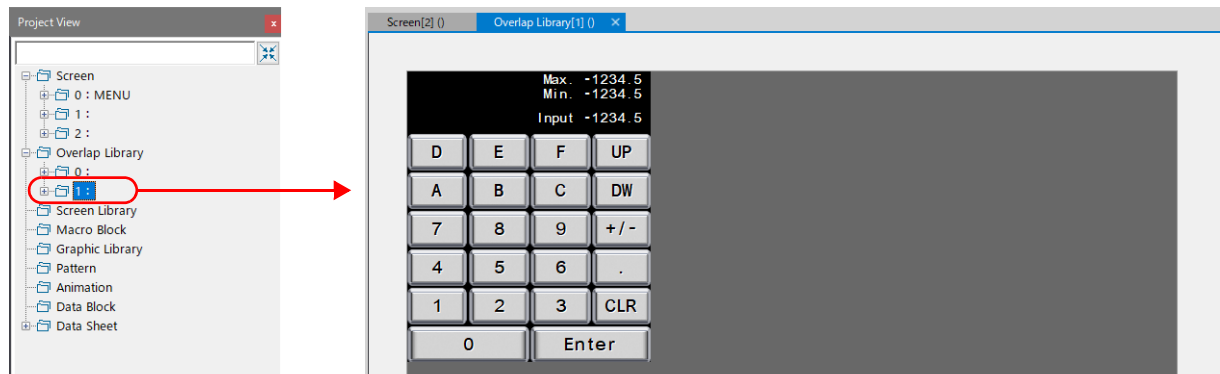 Project View
x
Screen
0 : MENU
1 :
2 :
Overlap Library
0 :
1 :
Screen Library
Macro Block
Graphic Library
Pattern
Animation
Data Block
Data Sheet
Screen[2] () Overlap Library[1] () ×
Max. -1234.5
Min. -1234.5
Input -1234.5
D E F UP
A B C DW
7 8 9 +/-
4 5 6 .
1 2 3 CLR
0 Enter